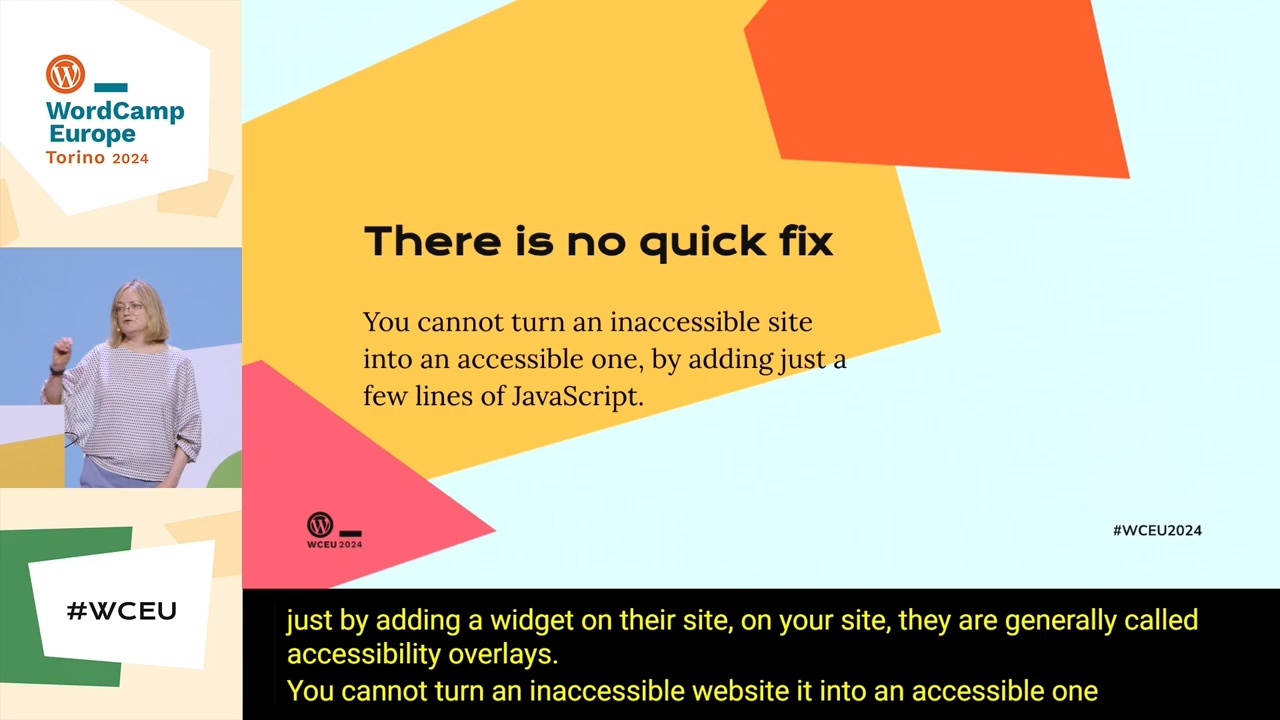 WordCamp
Europe
Torino 2024
There is no quick fix
You cannot turn an inaccessible site
into an accessible one, by adding just a
few lines of JavaScript.
WCEU 2024
#WCEU2024
#WCEU
just by adding a widget on their site, on your site, they are generally called
accessibility overlays.
You cannot turn an inaccessible website it into an accessible one